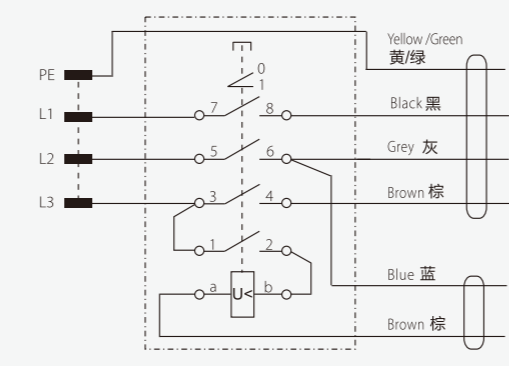 Yellow /Green
黄/绿
PE
0
1
L1 7 8 Black 黑
L2 5 6 Grey 灰
L3 3 4 Brown 棕
1 2
Blue 蓝
a U< b
Brown 棕